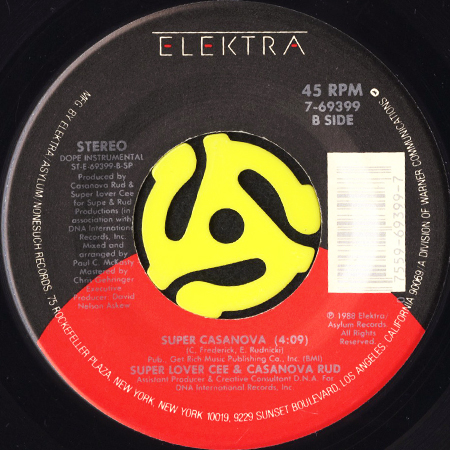 ELEKTRA
45 RPM
7-69399
B SIDE
STEREO
DOPE INSTRUMENTAL
ST-E-69399-B-SP
Produced by
Casanova Rud &
Super Lover Cee
for Supe & Rud
Productions (in
association with
DNA International
Records, Inc.
Mixed and
arranged by
Paul C. McKasty
Mastered by
Chris Gehringer
Executive
Producer: David
Nelson Askew
7559-69399-7
℗ 1988 Elektra/
Asylum Records
All Rights
Reserved.
SUPER CASANOVA (4:09)
(C. Frederick, E. Rudnicki)
Pub. Get Rich Music Publishing Co., Inc. (BMI)
SUPER LOVER CEE & CASANOVA RUD
Assistant Producer & Creative Consultant D.N.A. For
DNA International Records, Inc.
MFG. BY ELEKTRA/ASYLUM/NONESUCH RECORDS, 75 ROCKEFELLER PLAZA, NEW YORK, NEW YORK 10019, 9229 SUNSET BOULEVARD, LOS ANGELES, CALIFORNIA 90069 A DIVISION OF WARNER COMMUNICATIONS